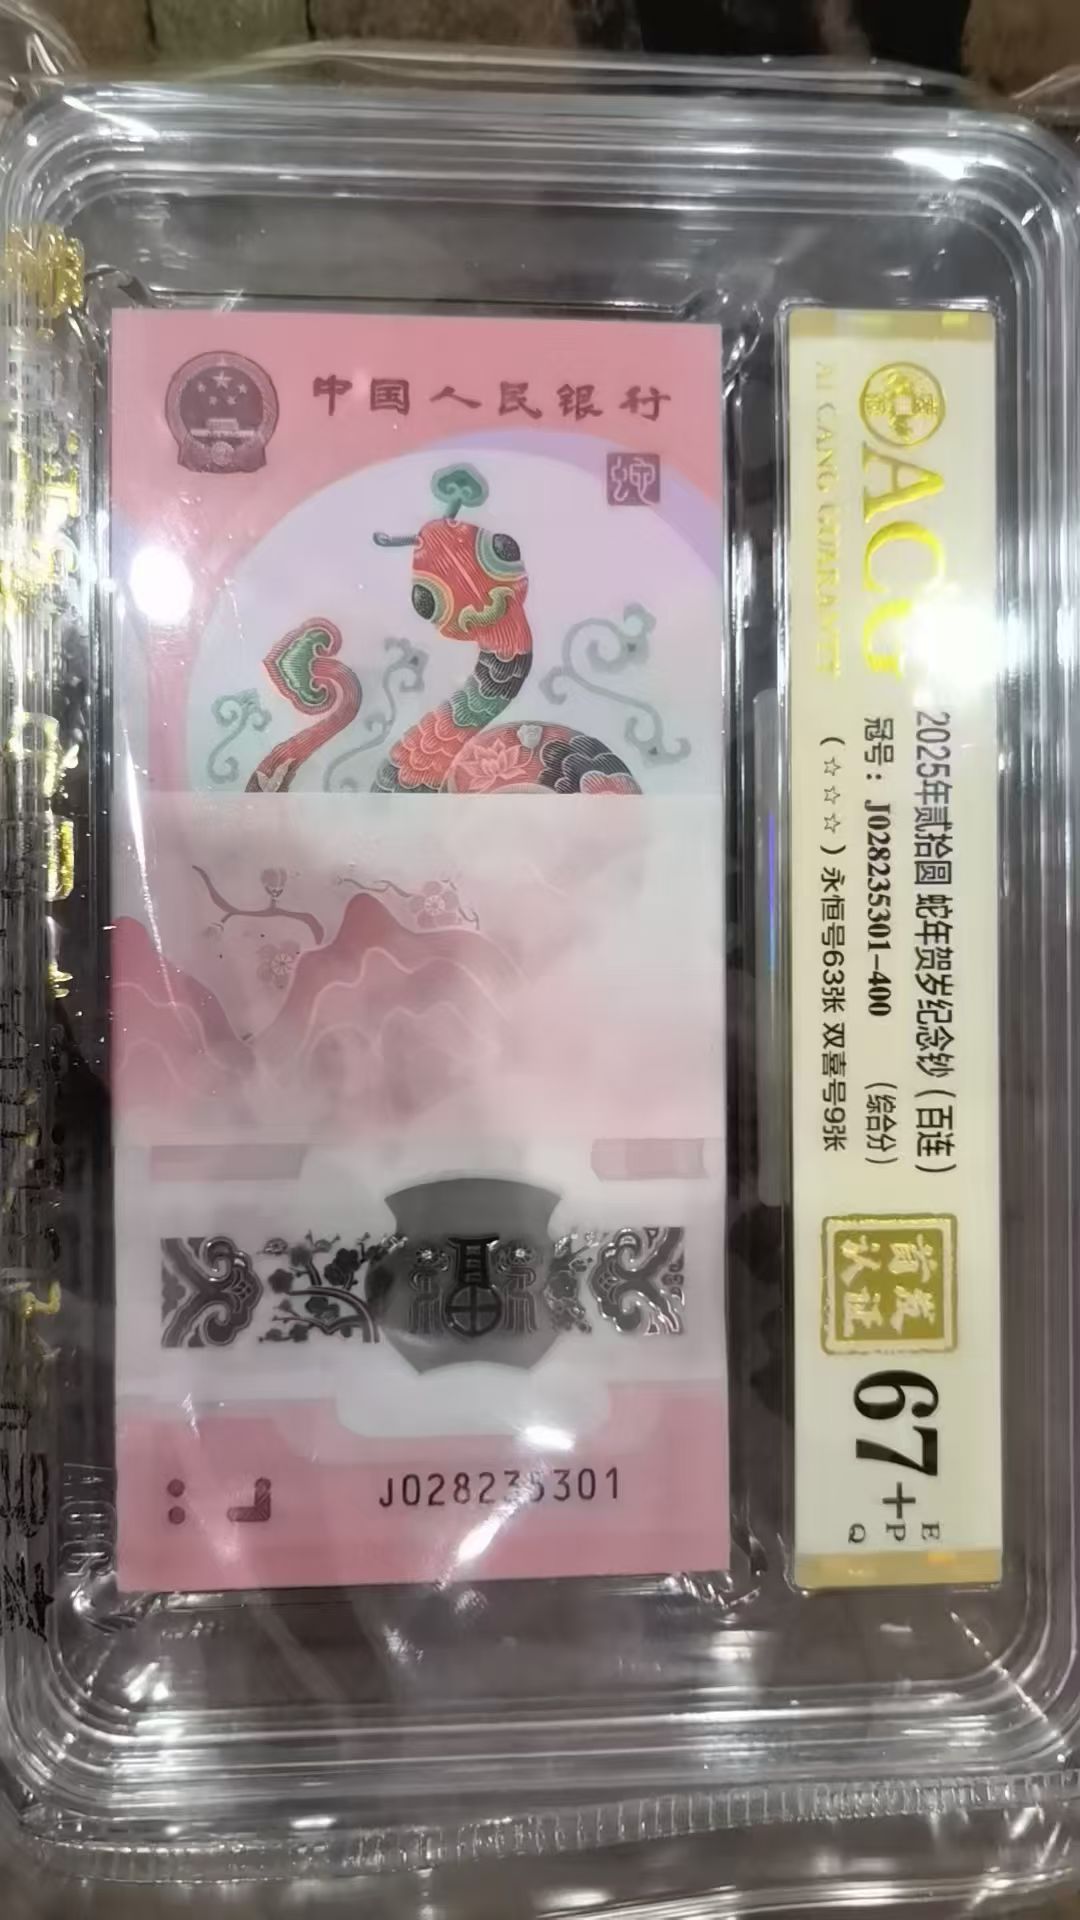 中国人民银行
蛇
J028235301
ACG
AI CANG GUARANTY
2025年贰拾圆 蛇年贺岁纪念钞（百连）
冠号：J028235301-400 （综合分）
（☆☆☆）永恒号63张 双喜号9张
首发
认证
67+
E
P
Q
ACG